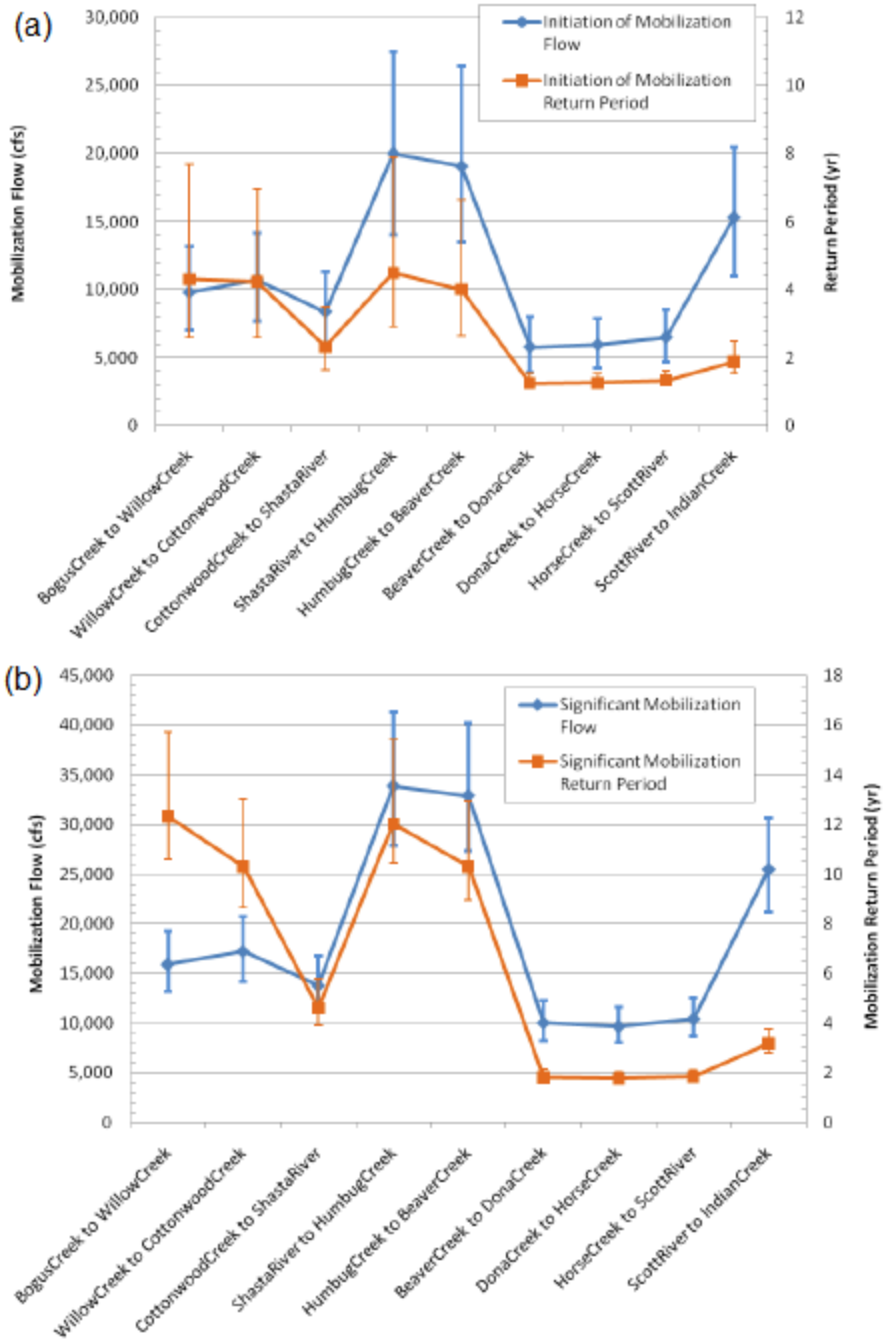 (a)
30,000
25,000
20,000
15,000
10,000
5,000
0
Mobilization Flow (cfs)
12
10
8
6
4
2
0
Return Period (yr)
Initiation of Mobilization
Flow
Initiation of Mobilization
Return Period
BogusCreek to WillowCreek
WillowCreek to CottonwoodCreek
CottonwoodCreek to ShastaRiver
ShastaRiver to HumbugCreek
HumbugCreek to BeaverCreek
BeaverCreek to DonaCreek
DonaCreek to HorseCreek
HorseCreek to ScottRiver
ScottRiver to IndianCreek
(b)
45,000
40,000
35,000
30,000
25,000
20,000
15,000
10,000
5,000
0
Mobilization Flow (cfs)
18
16
14
12
10
8
6
4
2
0
Mobilization Return Period (yr)
Significant Mobilization
Flow
Significant Mobilization
Return Period
BogusCreek to WillowCreek
WillowCreek to CottonwoodCreek
CottonwoodCreek to ShastaRiver
ShastaRiver to HumbugCreek
HumbugCreek to BeaverCreek
BeaverCreek to DonaCreek
DonaCreek to HorseCreek
HorseCreek to ScottRiver
ScottRiver to IndianCreek